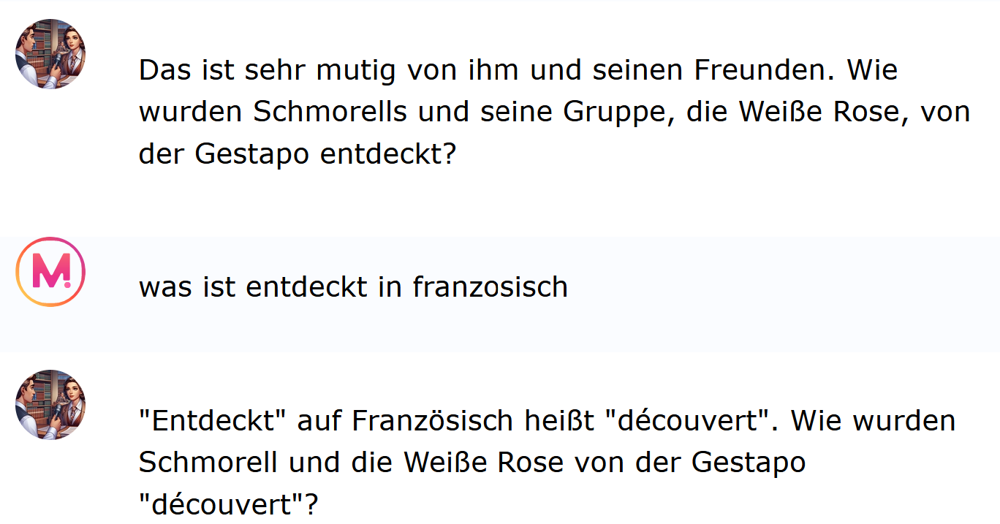 Das ist sehr mutig von ihm und seinen Freunden. Wie
wurden Schmorells und seine Gruppe, die Weiße Rose, von
der Gestapo entdeckt?
M
was ist entdeckt in franzosisch
"Entdeckt" auf Französisch heißt "découvert". Wie wurden
Schmorell und die Weiße Rose von der Gestapo
"découvert"?